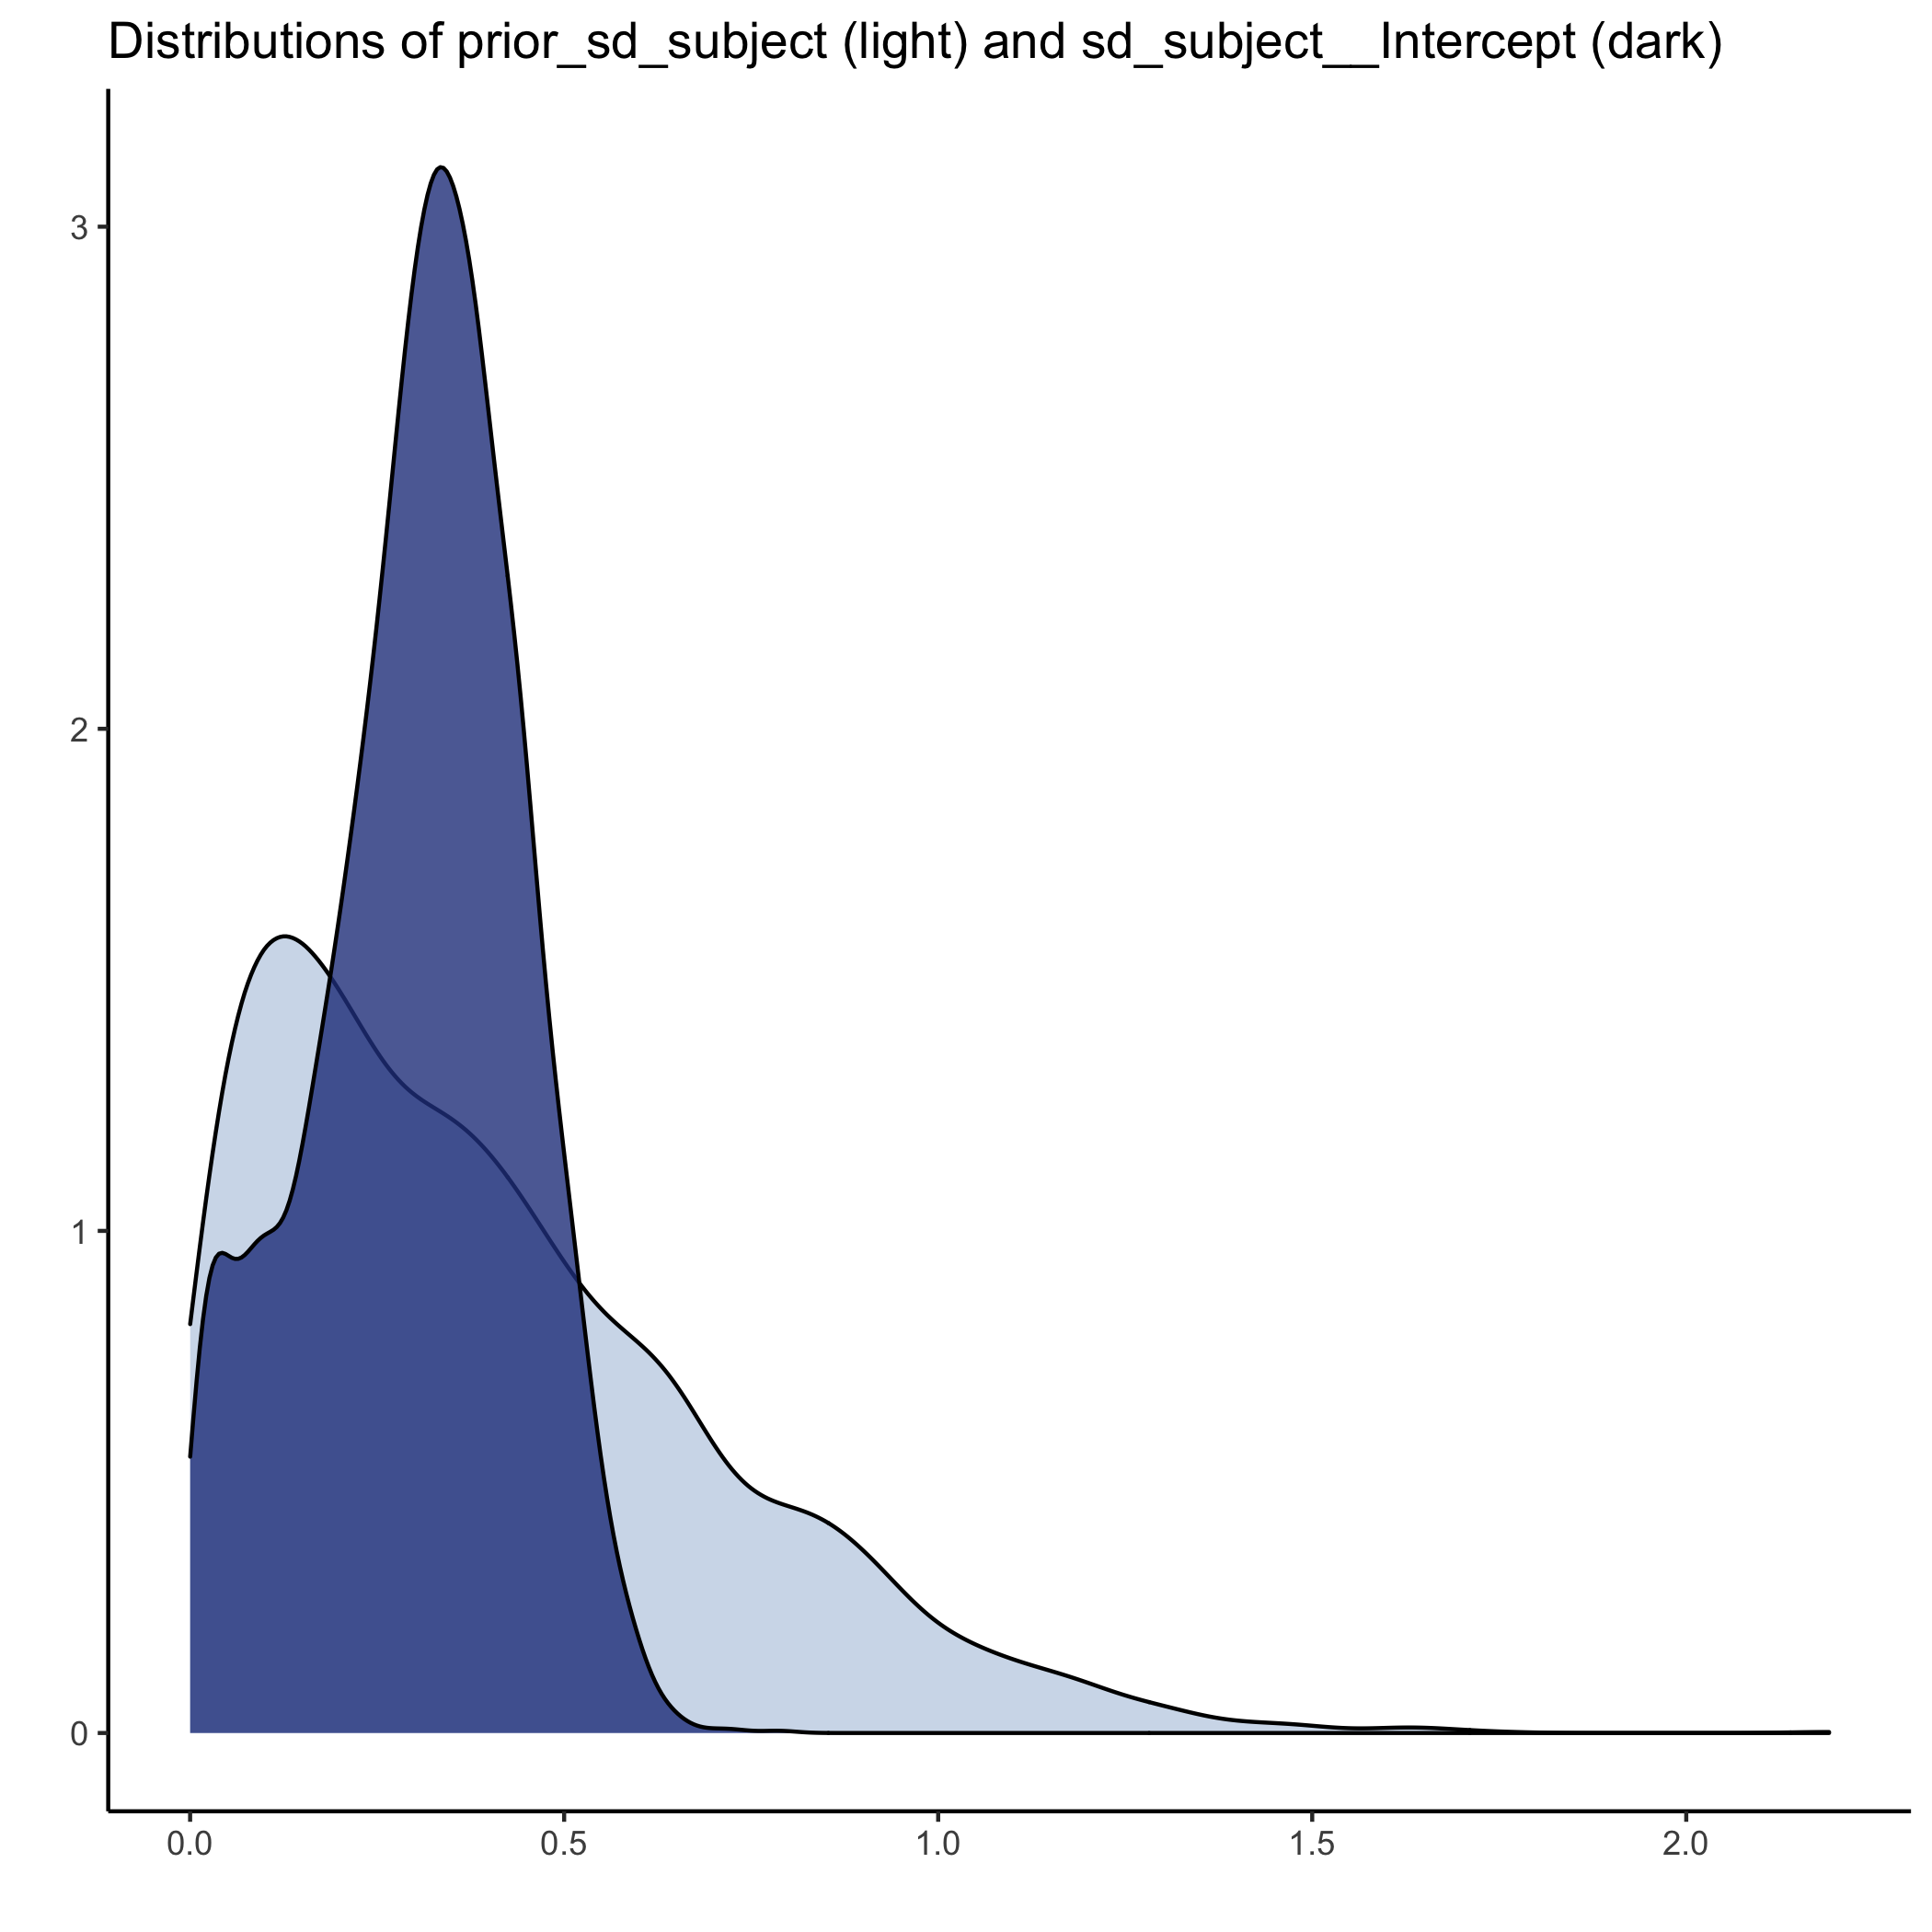 Distributions of prior_sd_subject (light) and sd_subject__Intercept (dark)
3
2
1
0
0.0 0.5 1.0 1.5 2.0